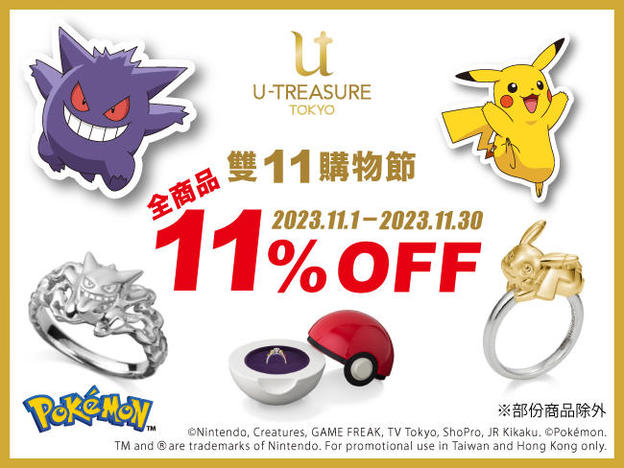 U-TREASURE
TOKYO
雙11購物節
全商品
2023.11.1－2023.11.30
11% OFF
POKéMON™
※部份商品除外
©Nintendo, Creatures, GAME FREAK, TV Tokyo, ShoPro, JR Kikaku. ©Pokémon.
TM and ® are trademarks of Nintendo. For promotional use in Taiwan and Hong Kong only.